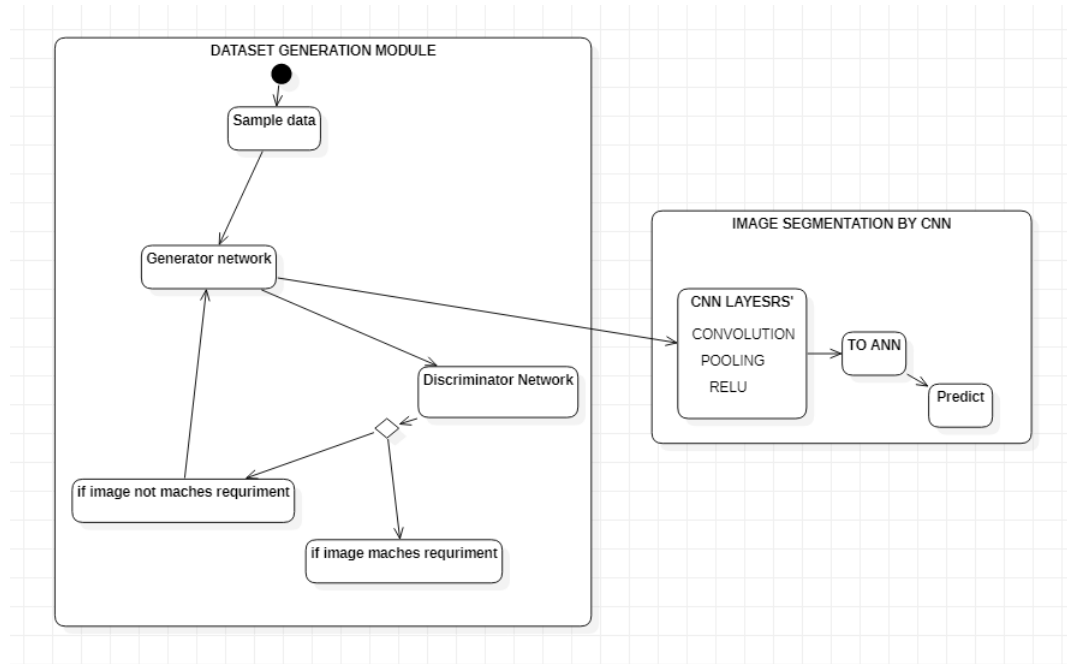 DATASET GENERATION MODULE
Sample data
Generator network
Discriminator Network
if image not maches requriment
if image maches requriment
IMAGE SEGMENTATION BY CNN
CNN LAYESRS'
CONVOLUTION
POOLING
RELU
TO ANN
Predict